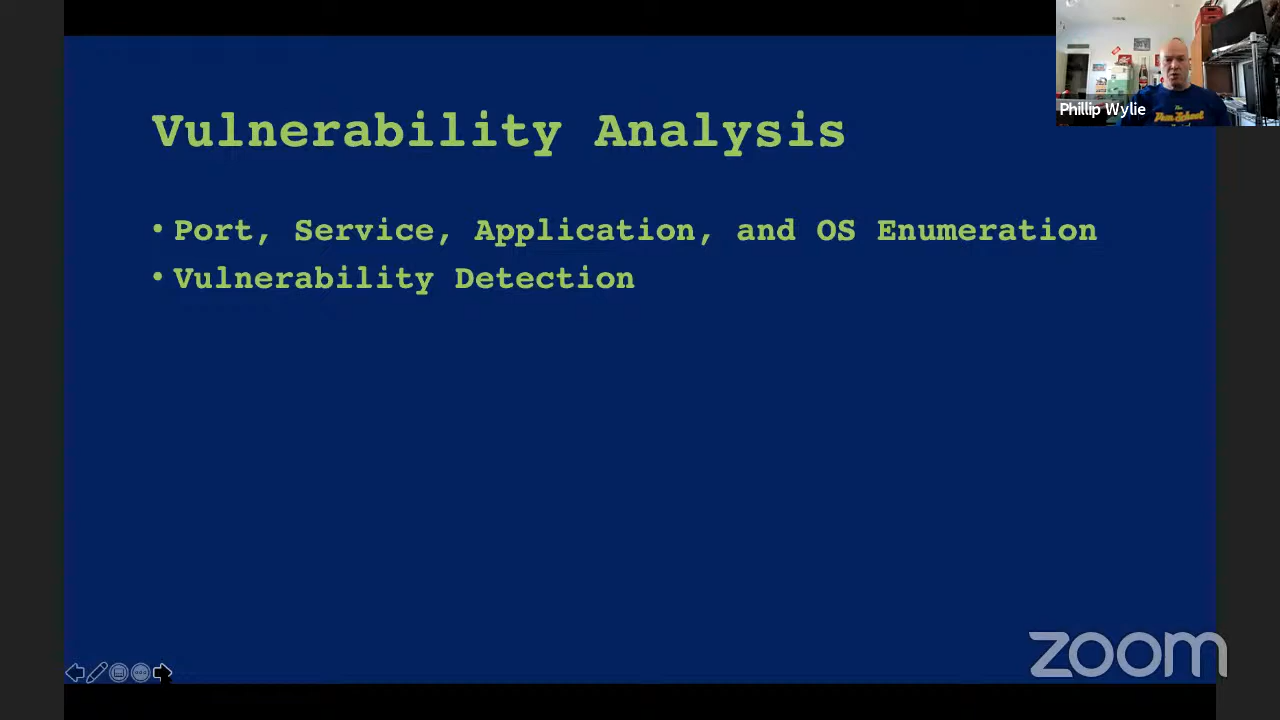 Vulnerability Analysis
• Port, Service, Application, and OS Enumeration
• Vulnerability Detection
Phillip Wylie
zoom